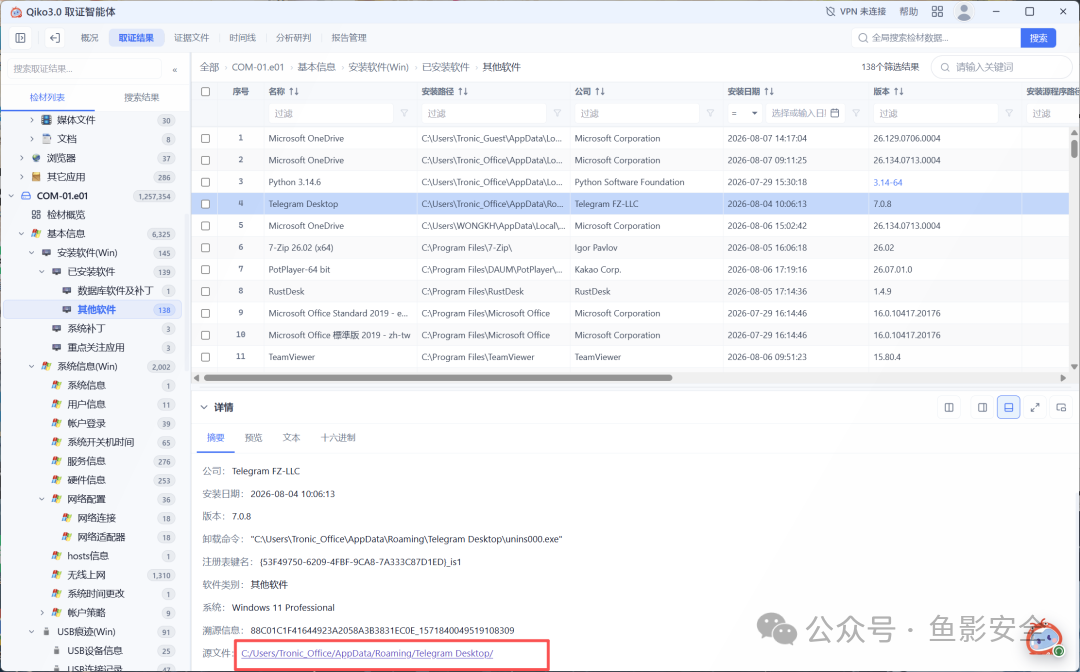 Qiko3.0 取证智能体 VPN 未连接 帮助
概况 取证结果 证据文件 时间线 分析研判 报告管理 全局搜索检材数据... 搜索
搜索取证结果... «
全部 › COM-01.e01 › 基本信息 › 安装软件(Win) › 已安装软件 › 其他软件 138个筛选结果 请输入关键词
检材列表 搜索结果
序号 名称 ↑↓ 安装路径 ↑↓ 公司 ↑↓ 安装日期 ↑↓ 版本 ↑↓ 安装源程序路径
过滤 过滤 过滤 = 选择或输入日期 过滤 过滤
1 Microsoft OneDrive C:\Users\Tronic_Guest\AppData\Lo... Microsoft Corporation 2026-08-07 14:17:04 26.129.0706.0004
2 Microsoft OneDrive C:\Users\Tronic_Office\AppData\Lo... Microsoft Corporation 2026-08-07 09:11:25 26.134.0713.0004
3 Python 3.14.6 C:\Users\Tronic_Office\AppData\Lo... Python Software Foundation 2026-07-29 15:30:18 3.14-64
4 Telegram Desktop C:\Users\Tronic_Office\AppData\Ro... Telegram FZ-LLC 2026-08-04 10:06:13 7.0.8
5 Microsoft OneDrive C:\Users\WONGKH\AppData\Local\... Microsoft Corporation 2026-08-06 15:02:42 26.134.0713.0004
6 7-Zip 26.02 (x64) C:\Program Files\7-Zip\ Igor Pavlov 2026-08-05 16:06:18 26.02
7 PotPlayer-64 bit C:\Program Files\DAUM\PotPlayer\... Kakao Corp. 2026-08-06 17:19:16 26.07.01.0
8 RustDesk C:\Program Files\RustDesk RustDesk 2026-08-05 17:14:36 1.4.9
9 Microsoft Office Standard 2019 - e... C:\Program Files\Microsoft Office Microsoft Corporation 2026-07-29 16:14:46 16.0.10417.20176
10 Microsoft Office 標準版 2019 - zh-tw C:\Program Files\Microsoft Office Microsoft Corporation 2026-07-29 16:14:46 16.0.10417.20176
11 TeamViewer C:\Program Files\TeamViewer TeamViewer 2026-08-06 09:51:23 15.80.4
媒体文件 30
文档 8
浏览器 37
其它应用 286
COM-01.e01 1,257,354
检材概览
基本信息 6,325
安装软件(Win) 145
已安装软件 139
数据库软件及补丁 1
其他软件 138
系统补丁 3
重点关注应用 3
系统信息(Win) 2,002
系统信息 1
用户信息 11
帐户登录 39
系统开关机时间 65
服务信息 276
硬件信息 253
网络配置 36
网络连接 18
网络适配器 18
hosts信息 1
无线上网 1,310
系统时间更改 1
帐户策略 9
USB痕迹(Win) 91
USB设备信息 25
USB连接记录 47
详情
摘要 预览 文本 十六进制
公司: Telegram FZ-LLC
安装日期: 2026-08-04 10:06:13
版本: 7.0.8
卸载命令: "C:\Users\Tronic_Office\AppData\Roaming\Telegram Desktop\unins000.exe"
注册表键名: {53F49750-6209-4FBF-9CA8-7A333C87D1ED}_is1
软件类别: 其他软件
系统: Windows 11 Professional
溯源信息: 88C01C1F41644923A2058A3B3831EC0E_1571840049519108309
源文件: C:/Users/Tronic_Office/AppData/Roaming/Telegram Desktop/
公众号 · 鱼影安全